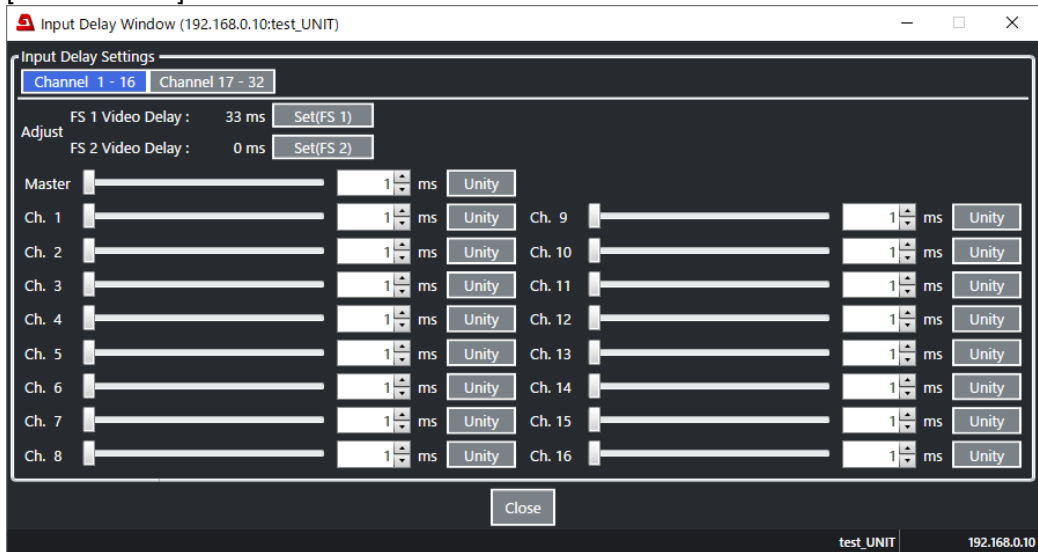 Input Delay Window (192.168.0.10:test_UNIT)
Input Delay Settings
Channel 1 - 16 Channel 17 - 32
Adjust
FS 1 Video Delay : 33 ms Set(FS 1)
FS 2 Video Delay : 0 ms Set(FS 2)
Master 1 ms Unity
Ch. 1 1 ms Unity Ch. 9 1 ms Unity
Ch. 2 1 ms Unity Ch. 10 1 ms Unity
Ch. 3 1 ms Unity Ch. 11 1 ms Unity
Ch. 4 1 ms Unity Ch. 12 1 ms Unity
Ch. 5 1 ms Unity Ch. 13 1 ms Unity
Ch. 6 1 ms Unity Ch. 14 1 ms Unity
Ch. 7 1 ms Unity Ch. 15 1 ms Unity
Ch. 8 1 ms Unity Ch. 16 1 ms Unity
Close
test_UNIT 192.168.0.10